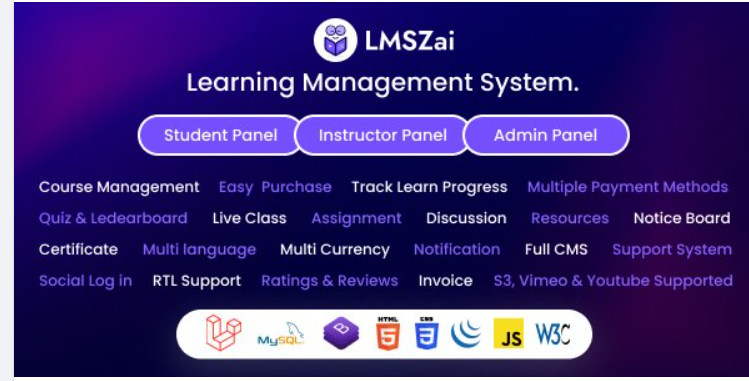 LMSZai
Learning Management System.
Student Panel Instructor Panel Admin Panel
Course Management Easy Purchase Track Learn Progress Multiple Payment Methods
Quiz & Ledearboard Live Class Assignment Discussion Resources Notice Board
Certificate Multi language Multi Currency Notification Full CMS Support System
Social Log in RTL Support Ratings & Reviews Invoice S3, Vimeo & Youtube Supported
MySQL B HTML 5 CSS 3 JS W3C